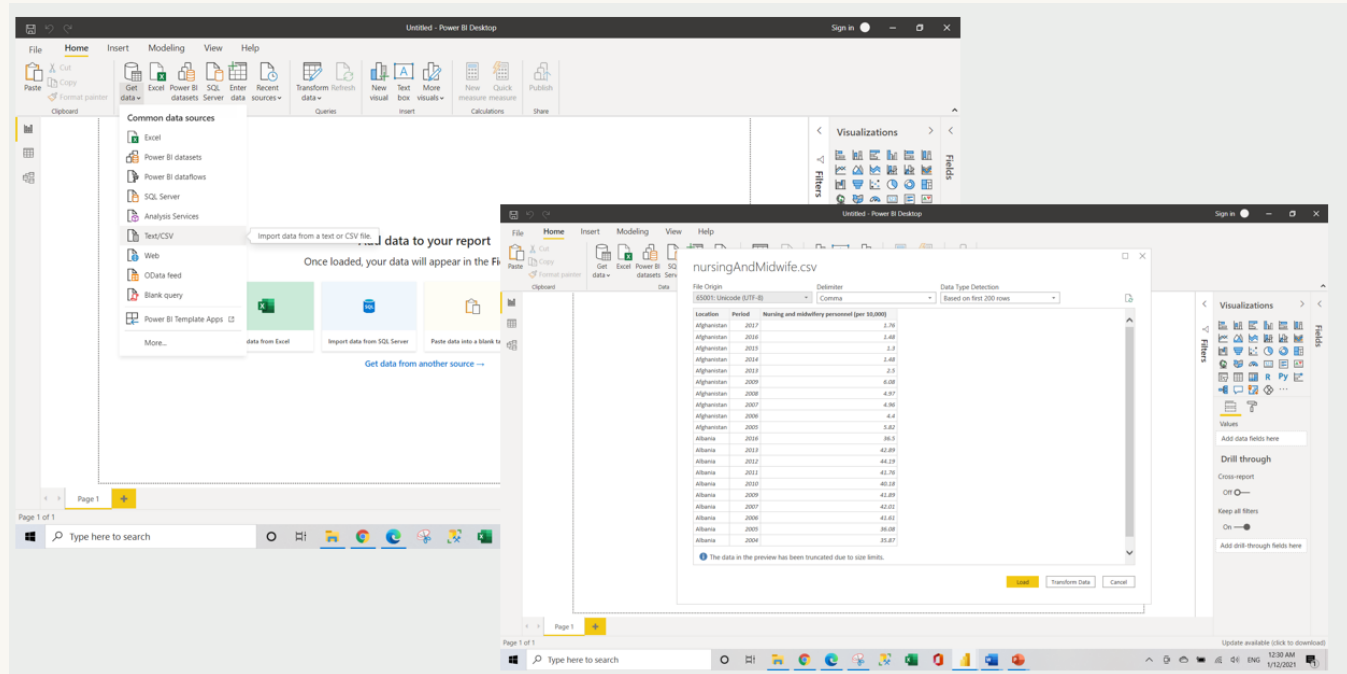 Untitled - Power BI Desktop
Sign in
File Home Insert Modeling View Help
Cut
Copy
Format painter
Paste
Get data
Excel
Power BI datasets
SQL Server
Enter data
Recent sources
Transform data
Refresh
New visual
Text box
More visuals
New measure
Quick measure
Publish
Clipboard
Queries
Insert
Calculations
Share
Common data sources
Excel
Power BI datasets
Power BI dataflows
SQL Server
Analysis Services
Text/CSV
Import data from a text or CSV file.
Web
OData feed
Blank query
Power BI Template Apps
More...
data to your report
Once loaded, your data will appear in the
data from Excel
SQL
Import data from SQL Server
Paste data into a blank
Get data from another source →
Visualizations
Filters
Fields
Page 1
Page 1 of 1
Type here to search
Untitled - Power BI Desktop
Sign in
File Home Insert Modeling View Help
Cut
Copy
Format painter
Paste
Get data
Excel
Power BI datasets
Clipboard
Data
nursingAndMidwife.csv
File Origin Delimiter Data Type Detection
65001: Unicode (UTF-8) Comma Based on first 200 rows
Location Period Nursing and midwifery personnel (per 10,000)
Afghanistan 2017 1.76
Afghanistan 2016 1.48
Afghanistan 2015 1.3
Afghanistan 2014 1.48
Afghanistan 2013 2.5
Afghanistan 2009 6.08
Afghanistan 2008 4.97
Afghanistan 2007 4.98
Afghanistan 2006 4.4
Afghanistan 2005 5.82
Albania 2016 36.5
Albania 2013 42.89
Albania 2012 44.19
Albania 2011 41.76
Albania 2010 40.18
Albania 2009 41.89
Albania 2007 42.01
Albania 2006 41.61
Albania 2005 36.08
Albania 2004 35.87
The data in the preview has been truncated due to size limits.
Load Transform Data Cancel
Visualizations
Filters
Fields
R Py
Values
Add data fields here
Drill through
Cross-report
Off
Keep all filters
On
Add drill-through fields here
Page 1
Page 1 of 1
Update available (click to download)
Type here to search
ENG
12:30 AM
1/12/2021